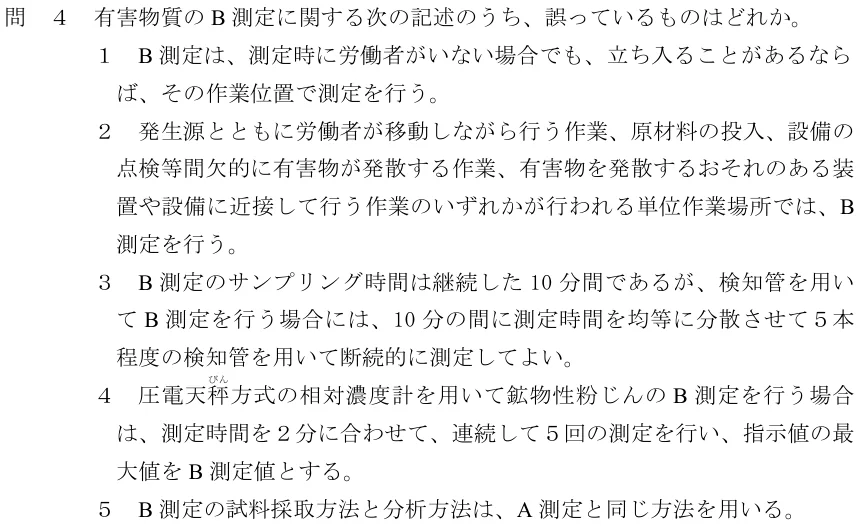 問　４　有害物質の B 測定に関する次の記述のうち、誤っているものはどれか。
１　B 測定は、測定時に労働者がいない場合でも、立ち入ることがあるなら
ば、その作業位置で測定を行う。
２　発生源とともに労働者が移動しながら行う作業、原材料の投入、設備の
点検等間欠的に有害物が発散する作業、有害物を発散するおそれのある装
置や設備に近接して行う作業のいずれかが行われる単位作業場所では、B
測定を行う。
３　B 測定のサンプリング時間は継続した 10 分間であるが、検知管を用い
て B 測定を行う場合には、10 分の間に測定時間を均等に分散させて５本
程度の検知管を用いて断続的に測定してよい。
びん
４　圧電天秤方式の相対濃度計を用いて鉱物性粉じんの B 測定を行う場合
は、測定時間を２分に合わせて、連続して５回の測定を行い、指示値の最
大値を B 測定値とする。
５　B 測定の試料採取方法と分析方法は、A 測定と同じ方法を用いる。